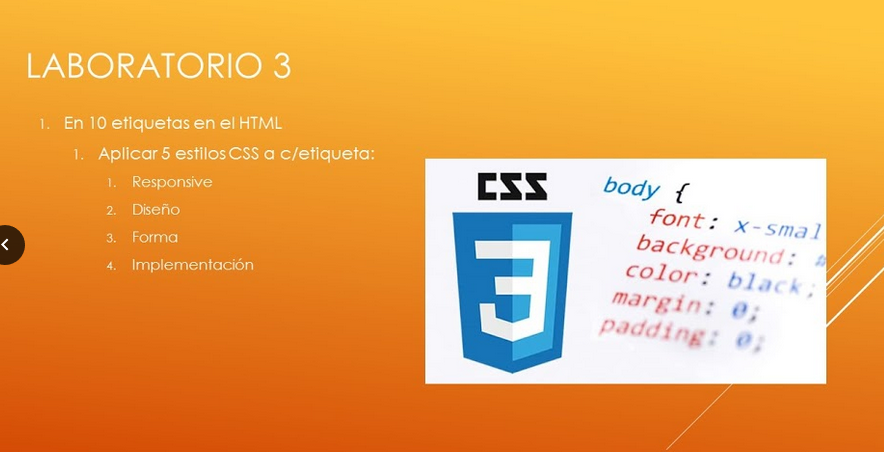 LABORATORIO 3
1. En 10 etiquetas en el HTML
1. Aplicar 5 estilos CSS a c/etiqueta:
1. Responsive
2. Diseño
3. Forma
4. Implementación
CSS
3
body {
font: x-smal
background: #
color: black;
margin: 0;
padding: 0;